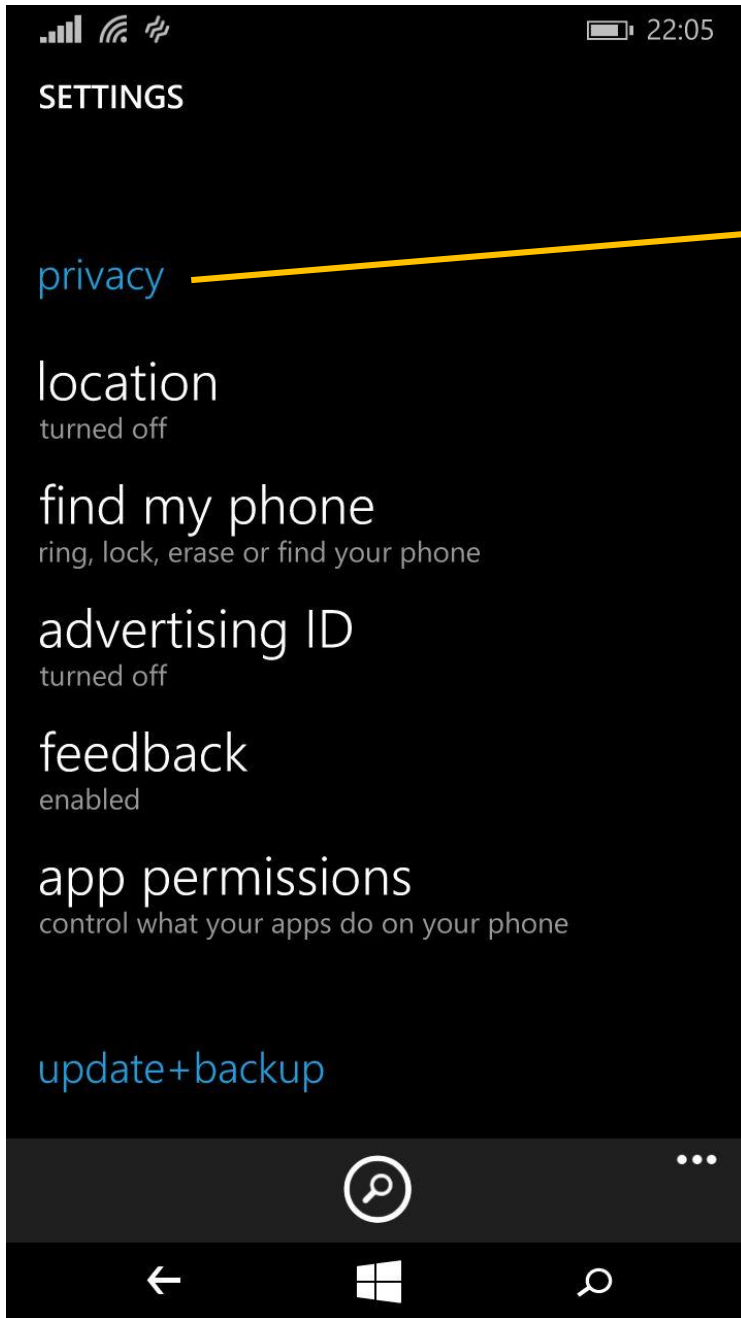 22:05
SETTINGS
privacy
location
turned off
find my phone
ring, lock, erase or find your phone
advertising ID
turned off
feedback
enabled
app permissions
control what your apps do on your phone
update+backup